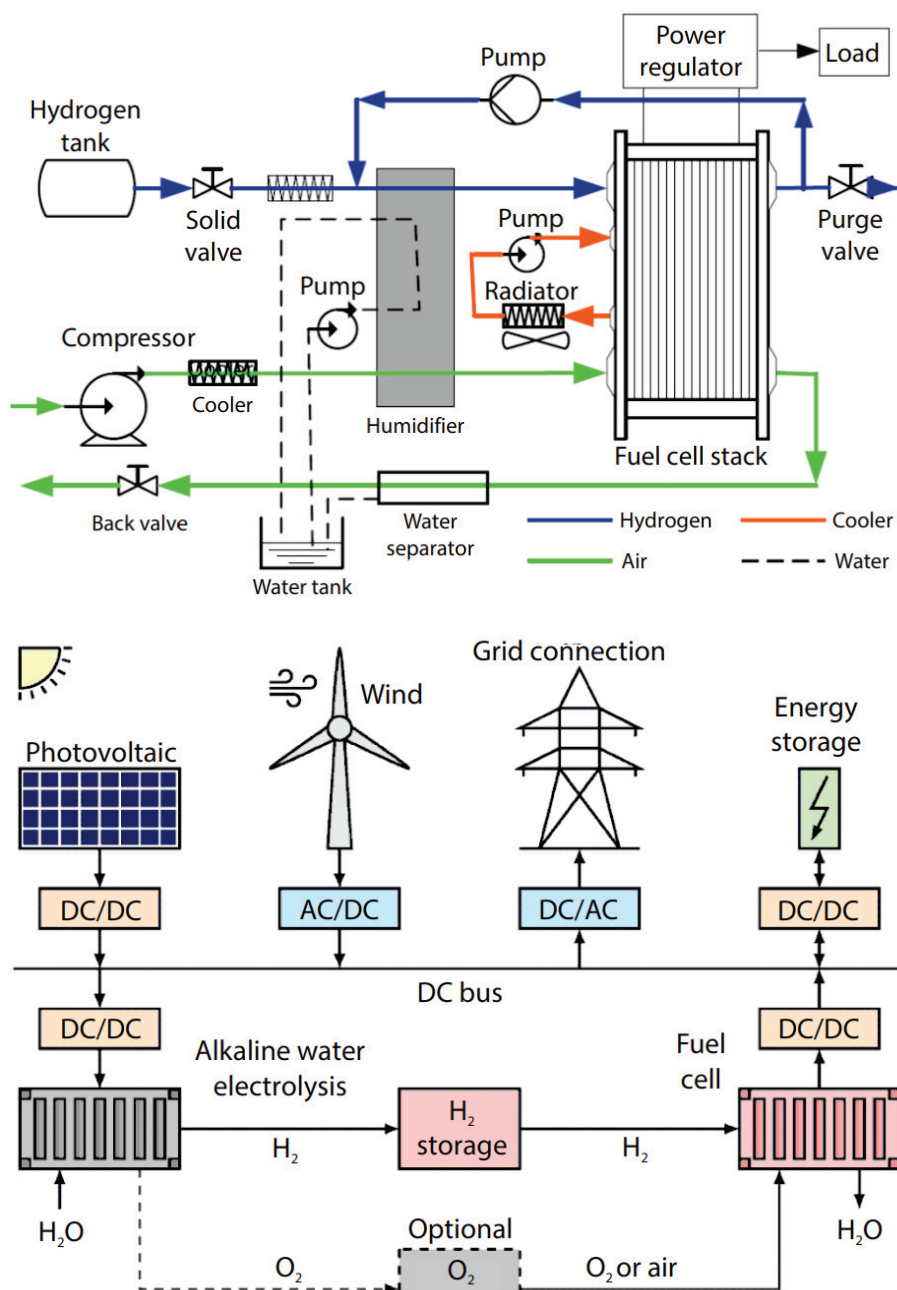 Power
regulator
Load
Pump
Hydrogen
tank
Solid
valve
Pump
Purge
valve
Pump
Radiator
Compressor
Cooler
Cooler
Humidifier
Fuel cell stack
Back valve
Water
separator
Water tank
Hydrogen
Cooler
Air
Water
Grid connection
Wind
Energy
storage
Photovoltaic
DC/DC
AC/DC
DC/AC
DC/DC
DC bus
DC/DC
DC/DC
Alkaline water
electrolysis
Fuel
cell
H₂
storage
H₂
H₂
H₂O
H₂O
Optional
O₂
O₂
O₂ or air